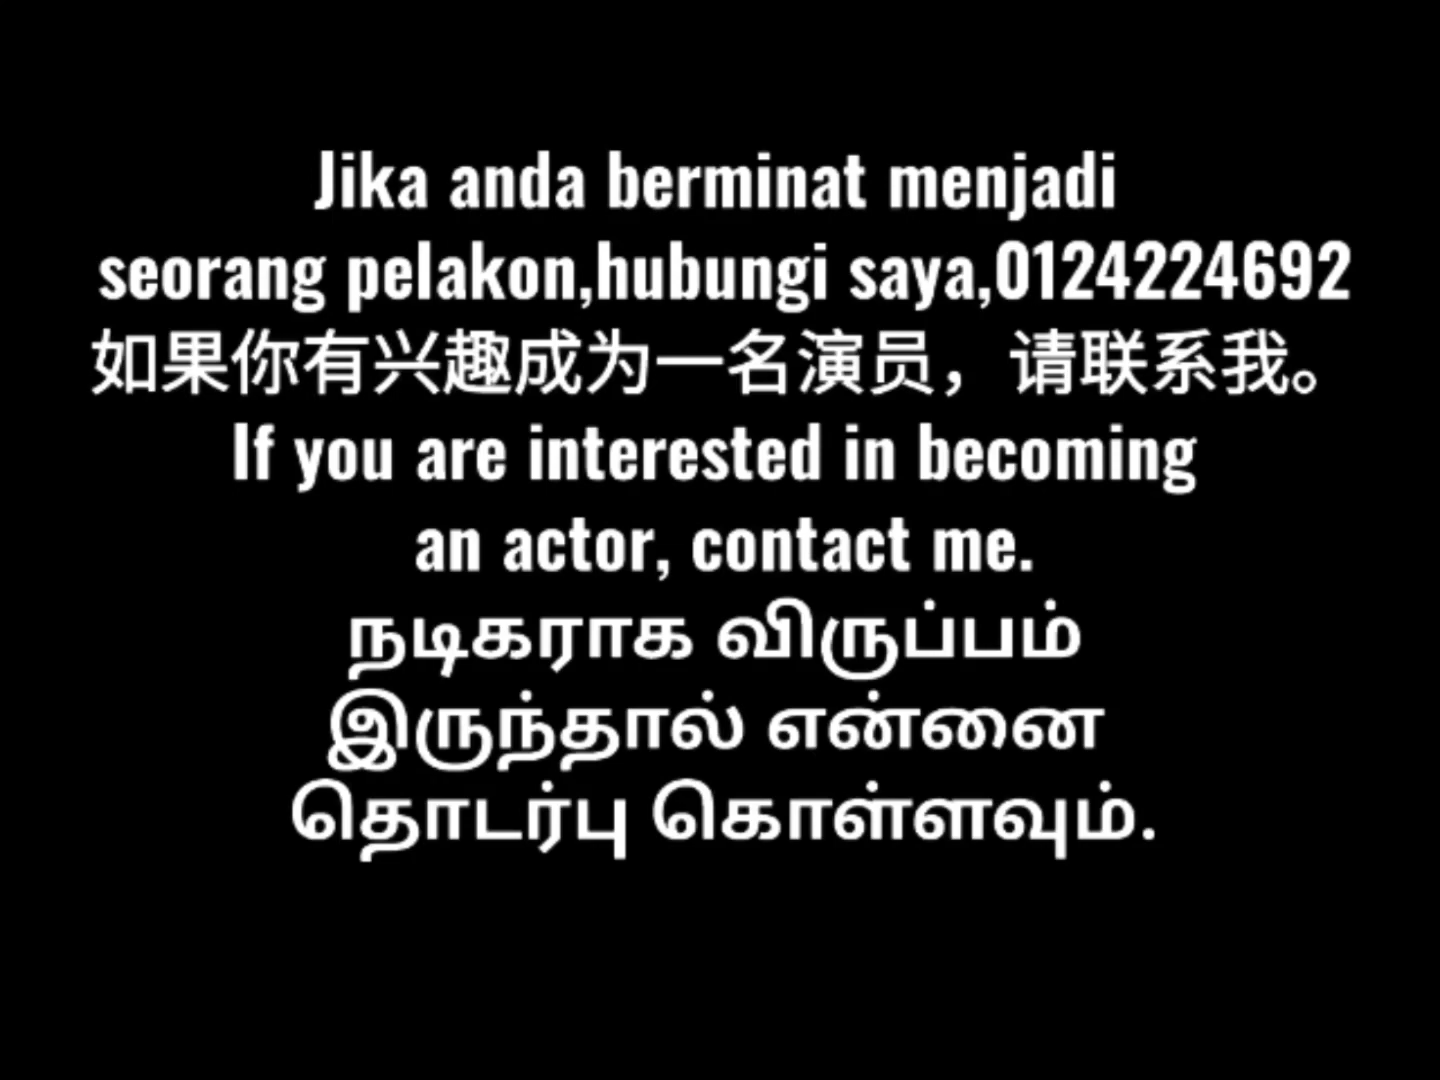 Jika anda berminat menjadi
seorang pelakon,hubungi saya,0124224692
如果你有兴趣成为一名演员，请联系我。
If you are interested in becoming
an actor, contact me.
நடிகராக விருப்பம்
இருந்தால் என்னை
தொடர்பு கொள்ளவும்.